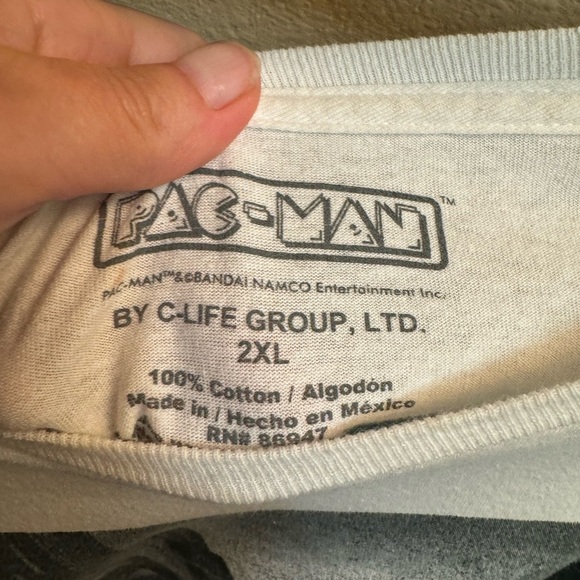 PAC-MAN™
PAC-MAN™&©BANDAI NAMCO Entertainment Inc.
BY C-LIFE GROUP, LTD.
2XL
100% Cotton / Algodón
Made in / Hecho en México
RN# 86947